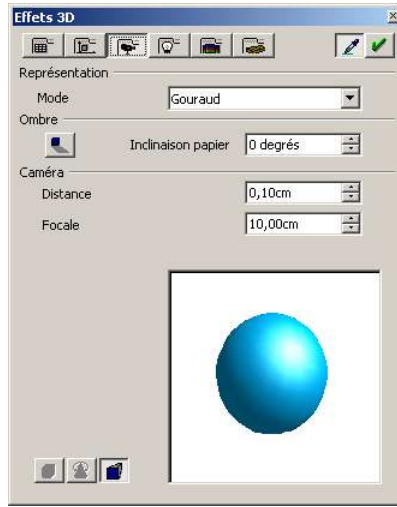 Effets 3D
Représentation
Mode Gouraud
Ombre
Inclinaison papier 0 degrés
Caméra
Distance 0,10cm
Focale 10,00cm